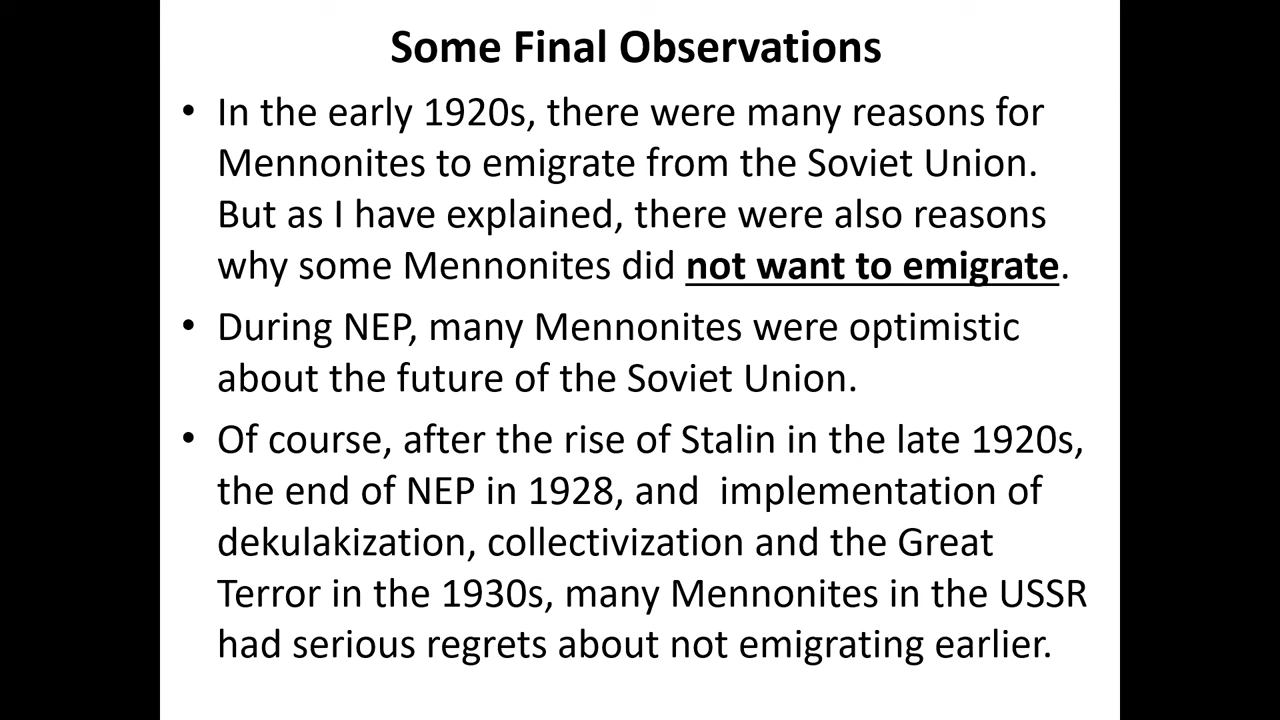 Some Final Observations
• In the early 1920s, there were many reasons for
Mennonites to emigrate from the Soviet Union.
But as I have explained, there were also reasons
why some Mennonites did not want to emigrate.
• During NEP, many Mennonites were optimistic
about the future of the Soviet Union.
• Of course, after the rise of Stalin in the late 1920s,
the end of NEP in 1928, and  implementation of
dekulakization, collectivization and the Great
Terror in the 1930s, many Mennonites in the USSR
had serious regrets about not emigrating earlier.